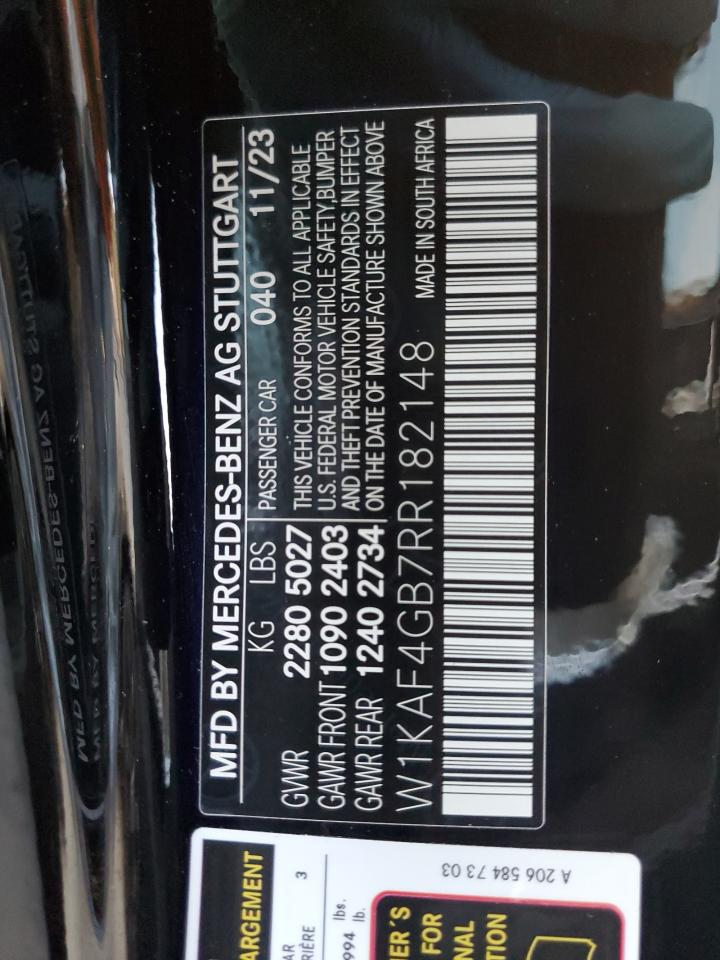 MFD BY MERCEDES-BENZ AG STUTTGART
KG LBS PASSENGER CAR 040 11/23
GVWR 2280 5027
GAWR FRONT 1090 2403
GAWR REAR 1240 2734
THIS VEHICLE CONFORMS TO ALL APPLICABLE
U.S. FEDERAL MOTOR VEHICLE SAFETY,BUMPER
AND THEFT PREVENTION STANDARDS IN EFFECT
ON THE DATE OF MANUFACTURE SHOWN ABOVE
W1KAF4GB7RR182148 MADE IN SOUTH AFRICA
ARGEMENT
AR
RIÈRE 3
994 lbs.
lb.
ER'S
FOR
NAL
TION
A 206 584 73 03